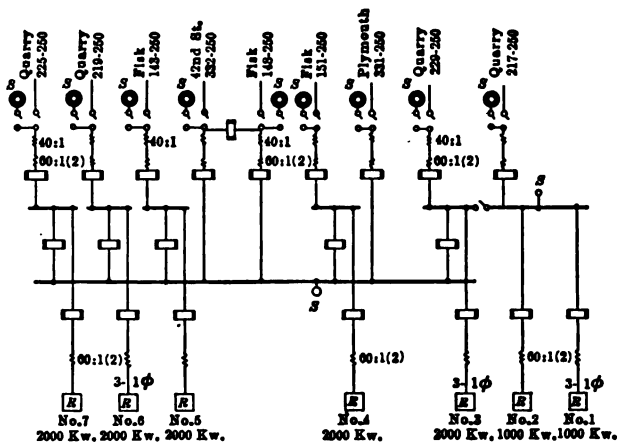 Quarry
225-250
Quarry
219-250
Fisk
143-250
42nd St.
332-250
Fisk
148-250
Fisk
151-250
Plymouth
331-250
Quarry
229-250
Quarry
217-250
S S S S S S S S
40:1 40:1 40:1 40:1
60:1(2) 60:1(2) 60:1(2)
S
S
60:1(2) 60:1(2) 60:1(2)
3-1ϕ 3-1ϕ 3-1ϕ
R R R R R R R
No.7 No.6 No.5 No.4 No.3 No.2 No.1
2000 Kw. 2000 Kw. 2000 Kw. 2000 Kw. 2000 Kw. 1000 Kw. 1000 Kw.